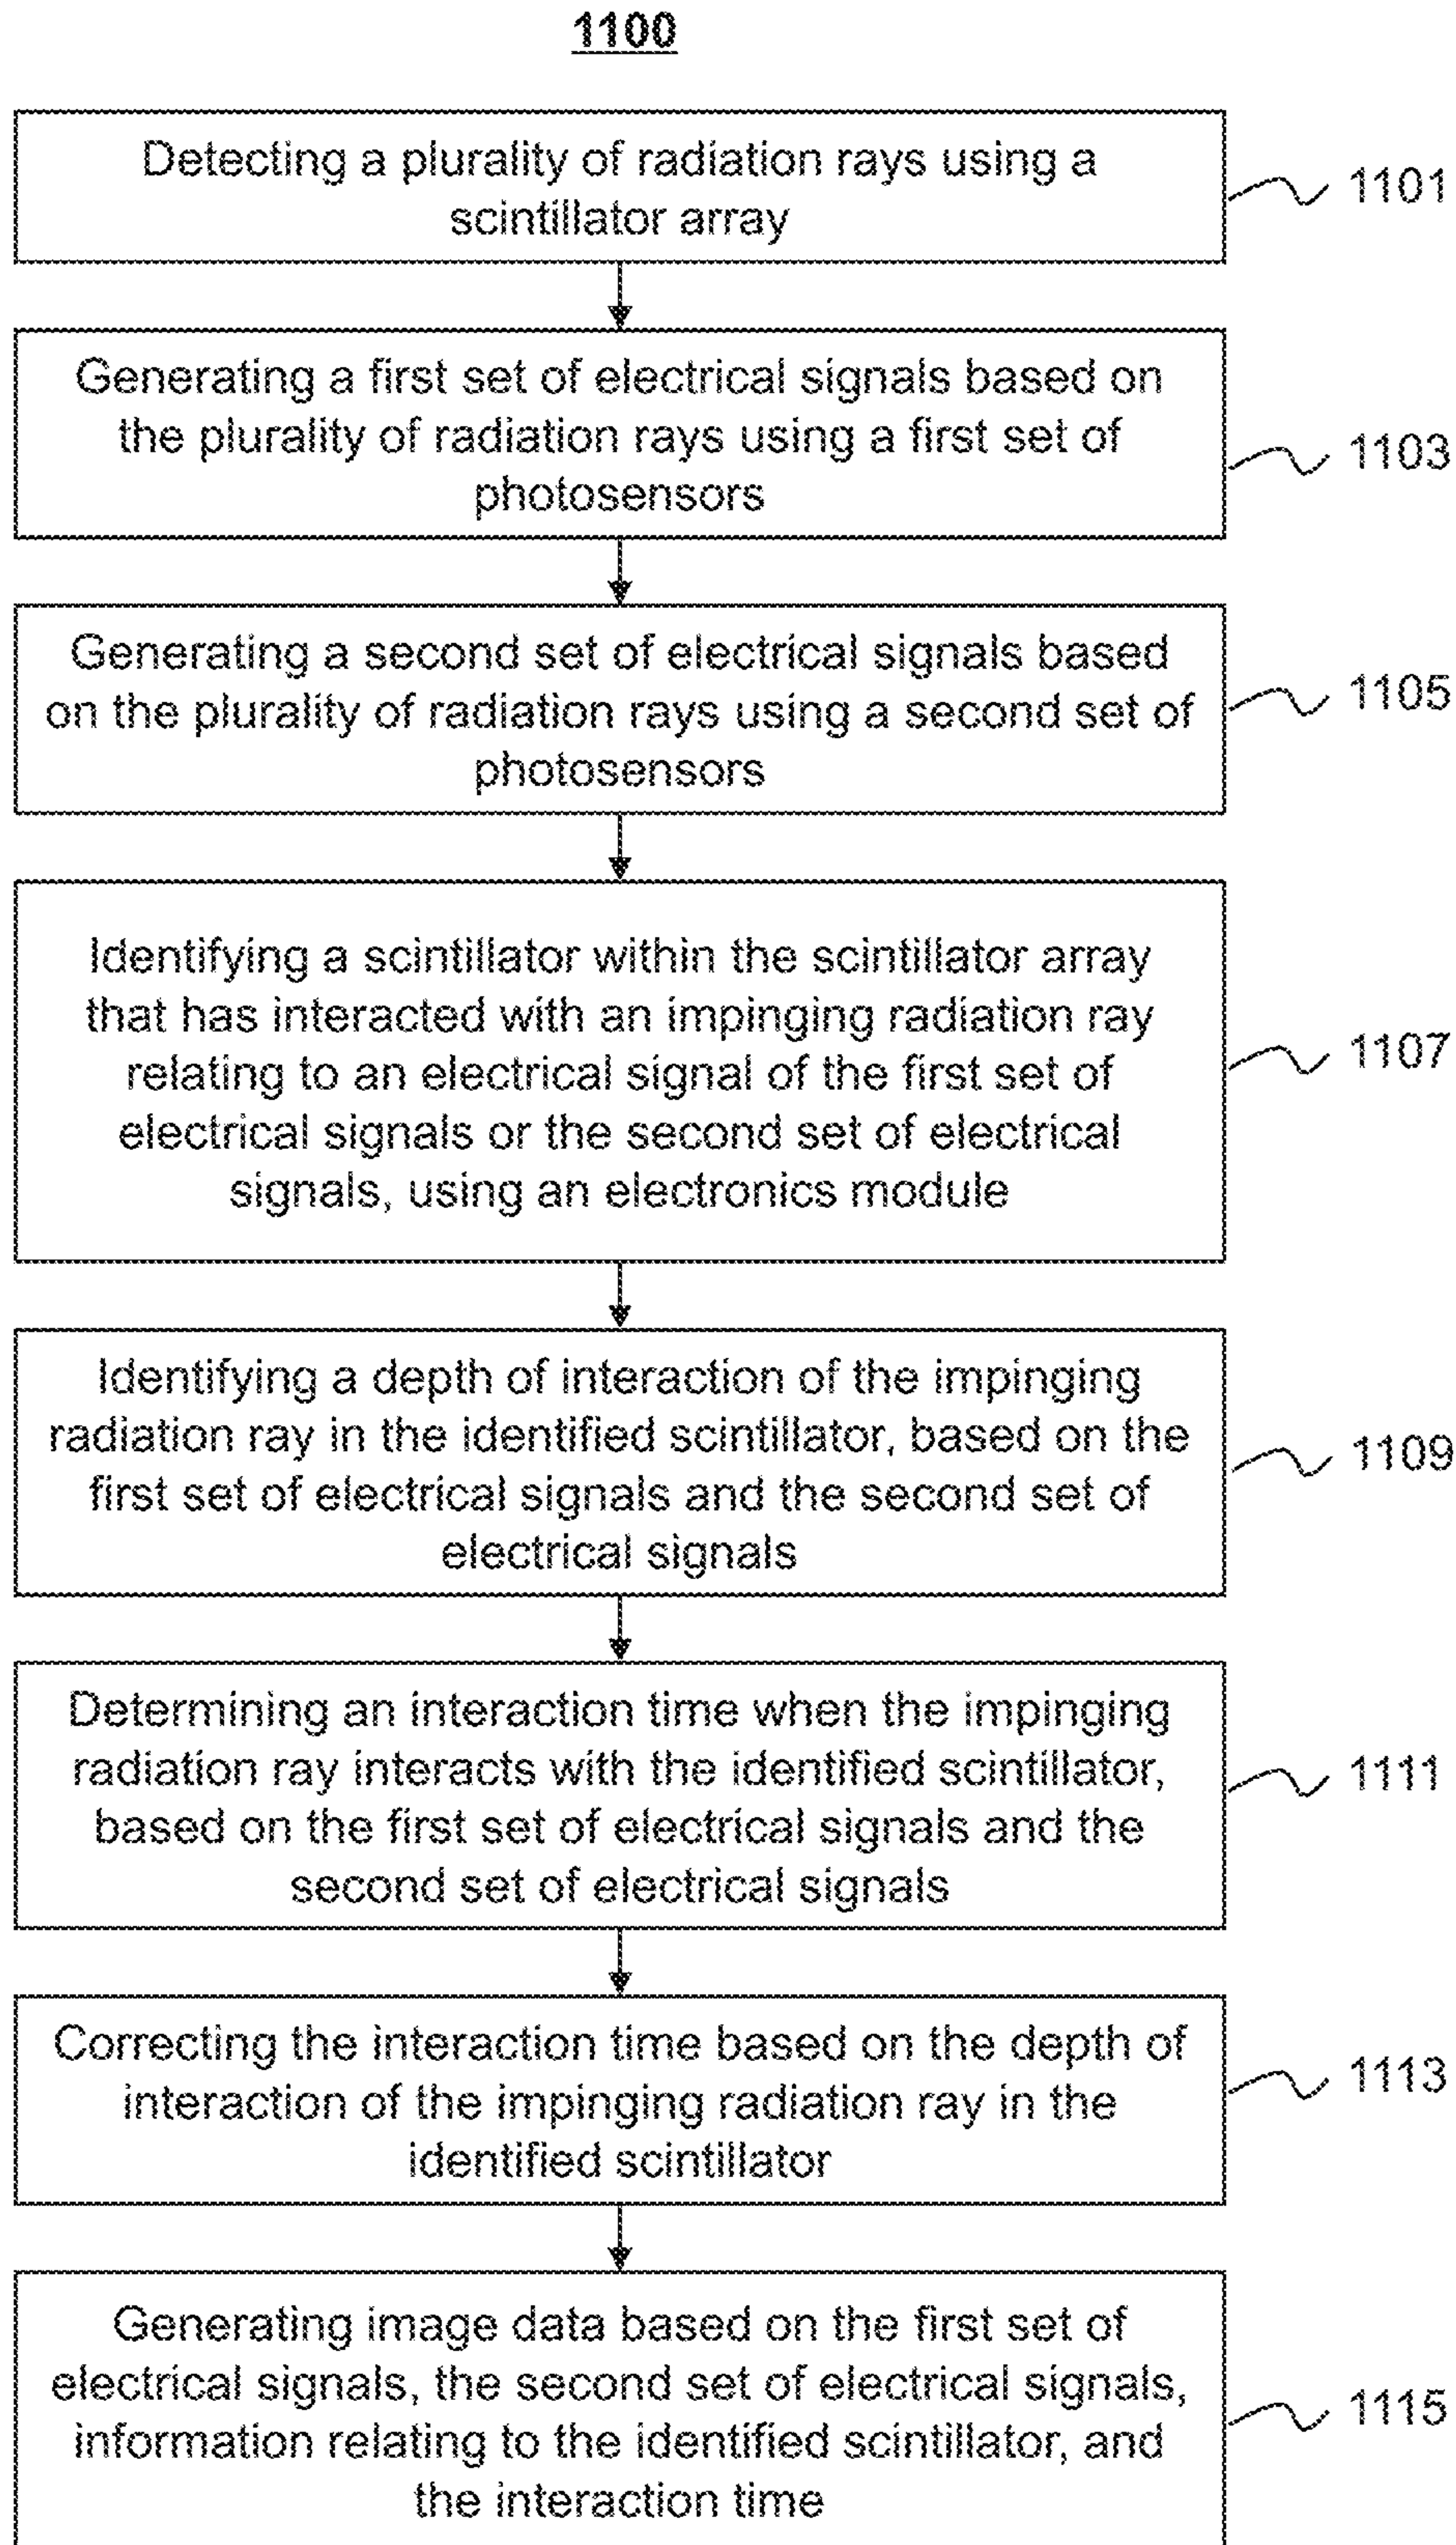 1100
Detecting a plurality of radiation rays using a
scintillator array
1101
Generating a first set of electrical signals based on
the plurality of radiation rays using a first set of
photosensors
1103
Generating a second set of electrical signals based
on the plurality of radiation rays using a second set of
photosensors
1105
Identifying a scintillator within the scintillator array
that has interacted with an impinging radiation ray
relating to an electrical signal of the first set of
electrical signals or the second set of electrical
signals, using an electronics module
1107
Identifying a depth of interaction of the impinging
radiation ray in the identified scintillator, based on the
first set of electrical signals and the second set of
electrical signals
1109
Determining an interaction time when the impinging
radiation ray interacts with the identified scintillator,
based on the first set of electrical signals and the
second set of electrical signals
1111
Correcting the interaction time based on the depth of
interaction of the impinging radiation ray in the
identified scintillator
1113
Generating image data based on the first set of
electrical signals, the second set of electrical signals,
information relating to the identified scintillator, and
the interaction time
1115